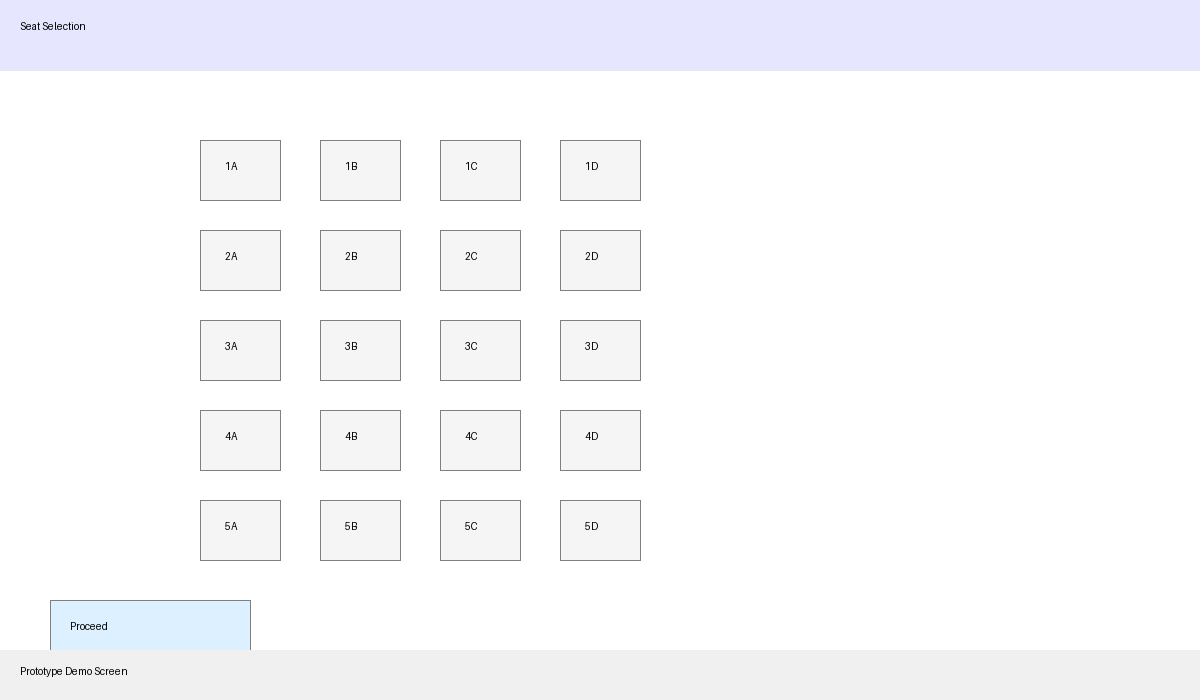 Seat Selection
1A 1B 1C 1D
2A 2B 2C 2D
3A 3B 3C 3D
4A 4B 4C 4D
5A 5B 5C 5D
Proceed
Prototype Demo Screen